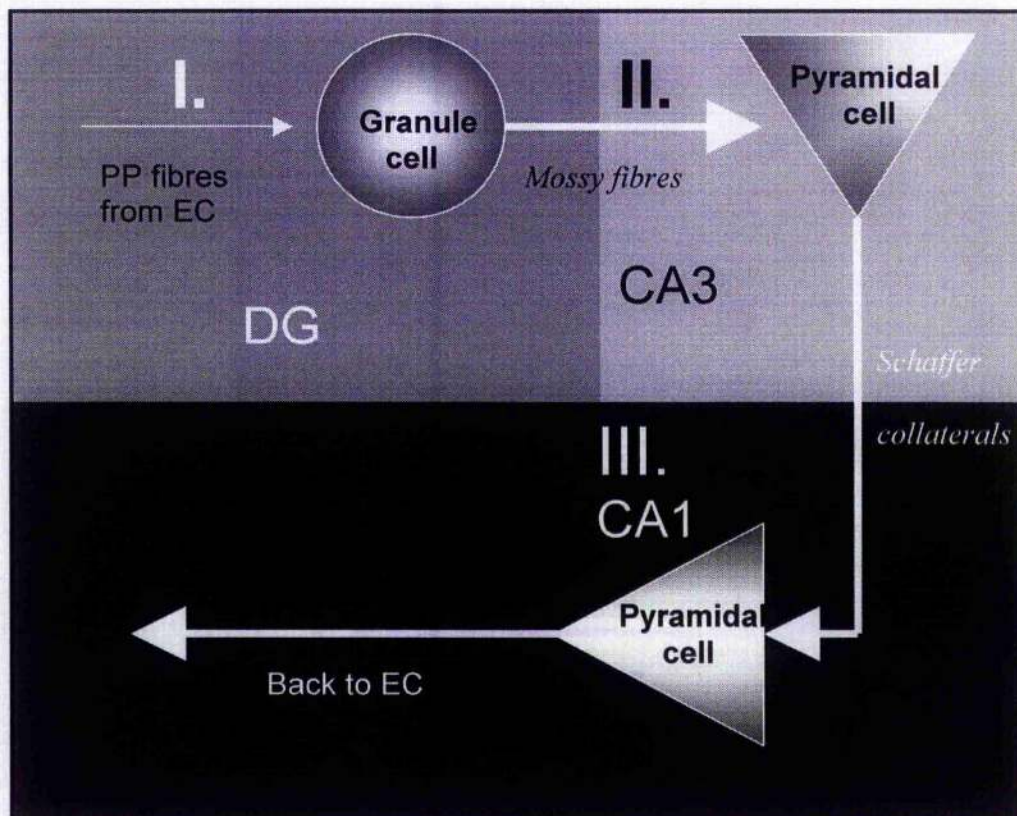 I.
Granule
cell
PP fibres
from EC
DG
II.
Mossy fibres
Pyramidal
cell
CA3
Schaffer
collaterals
III.
CA1
Pyramidal
cell
Back to EC